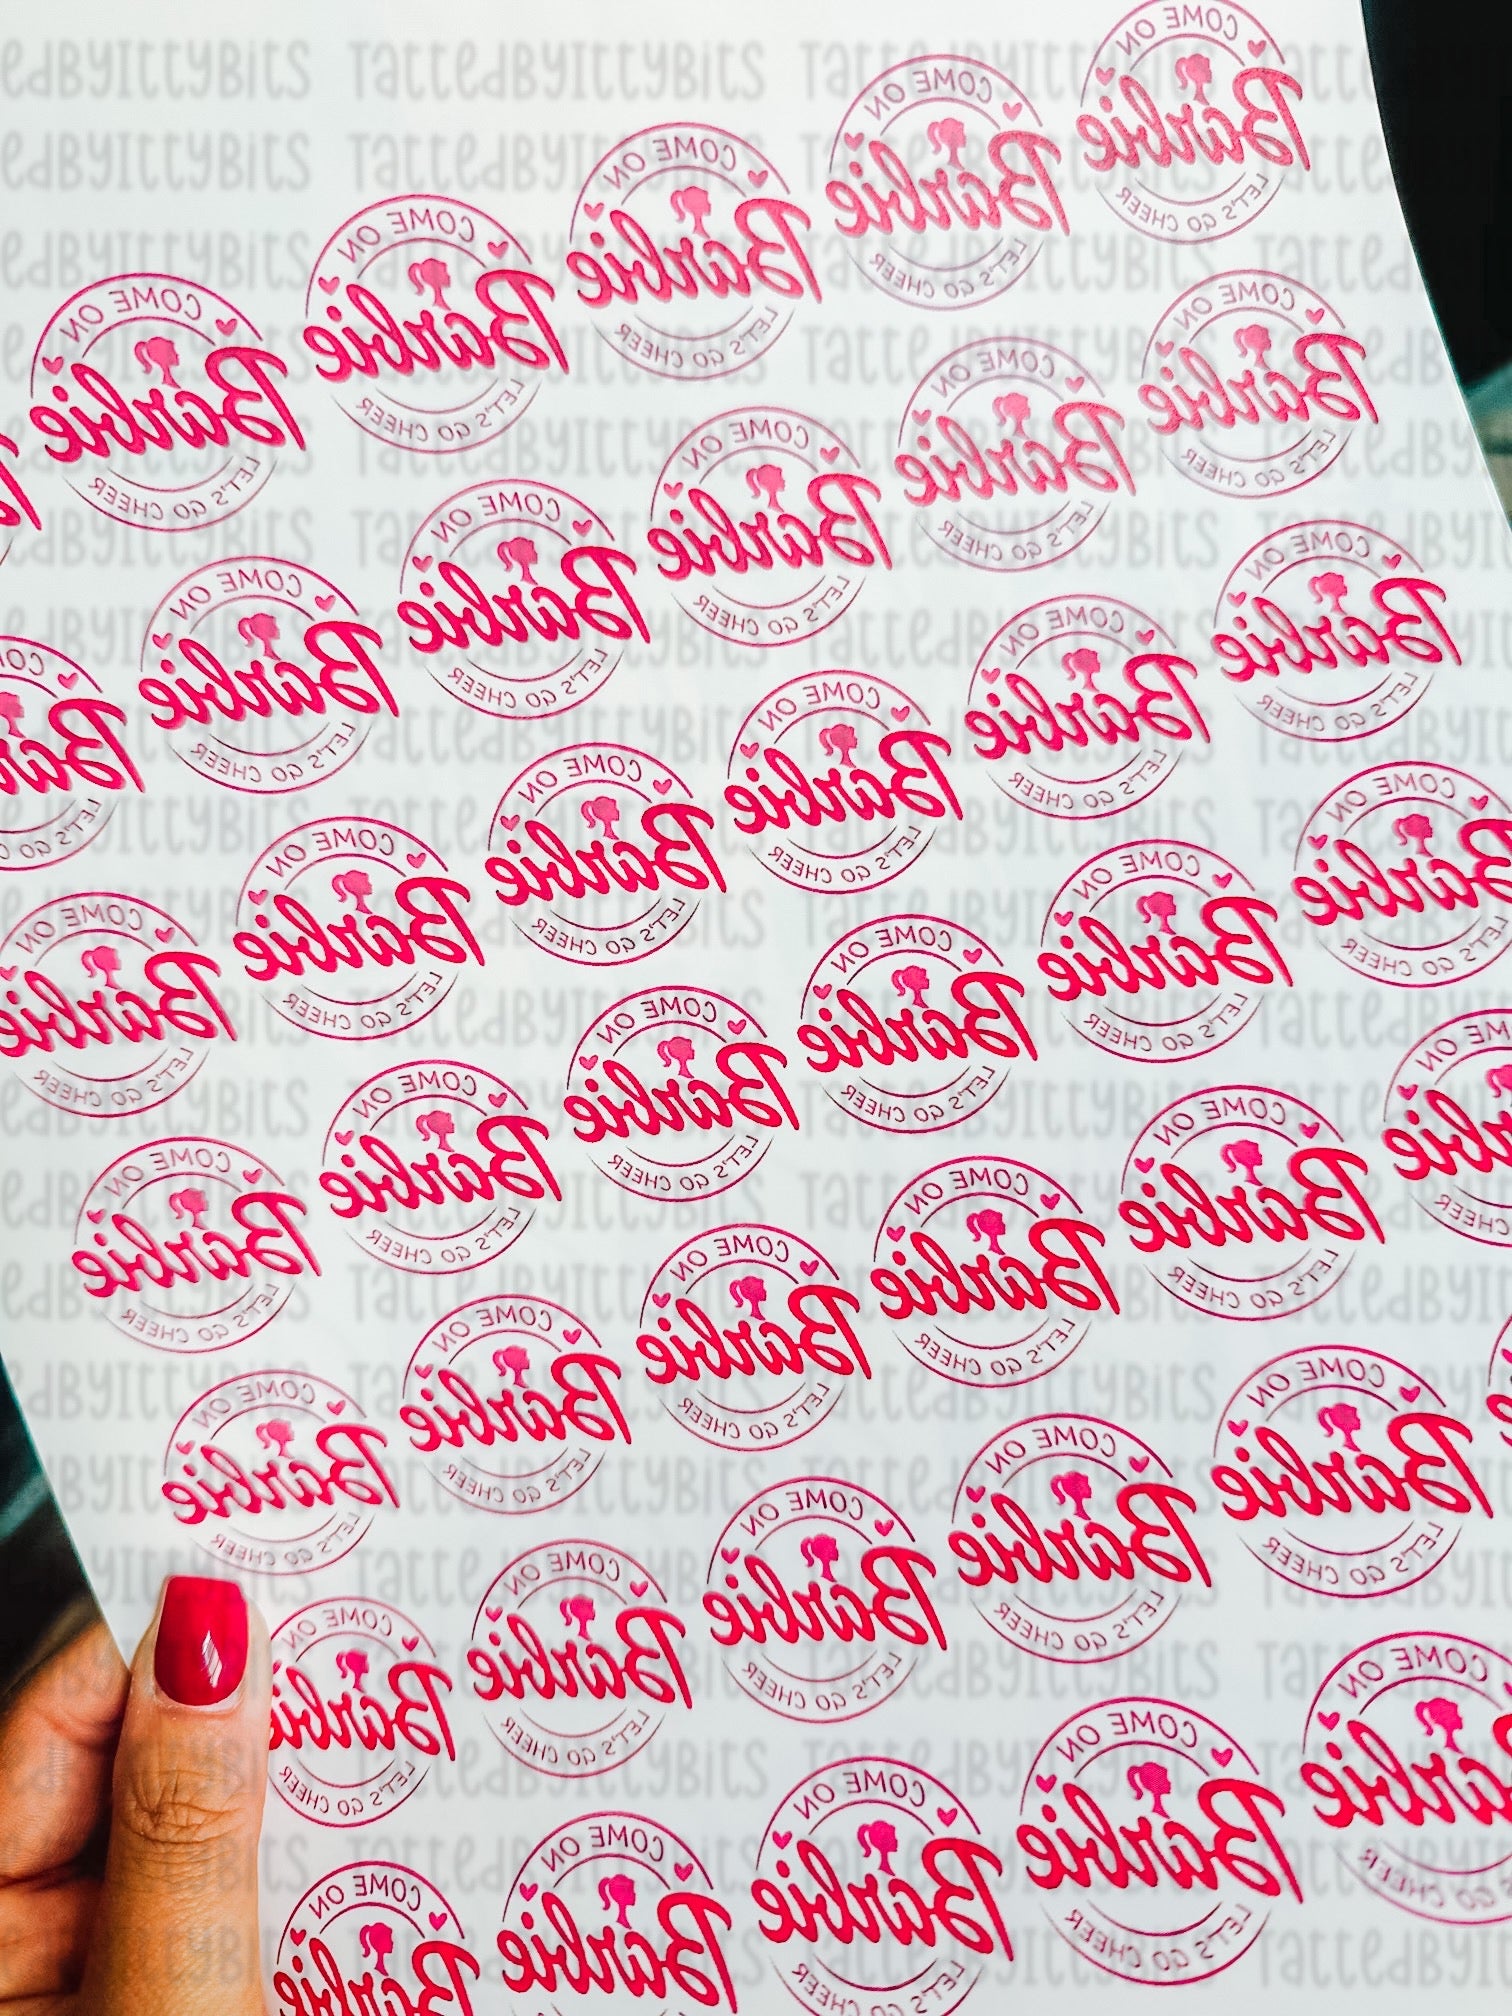 COME ON
Barbie
LET'S GO CHEER
TattedByIttyBits